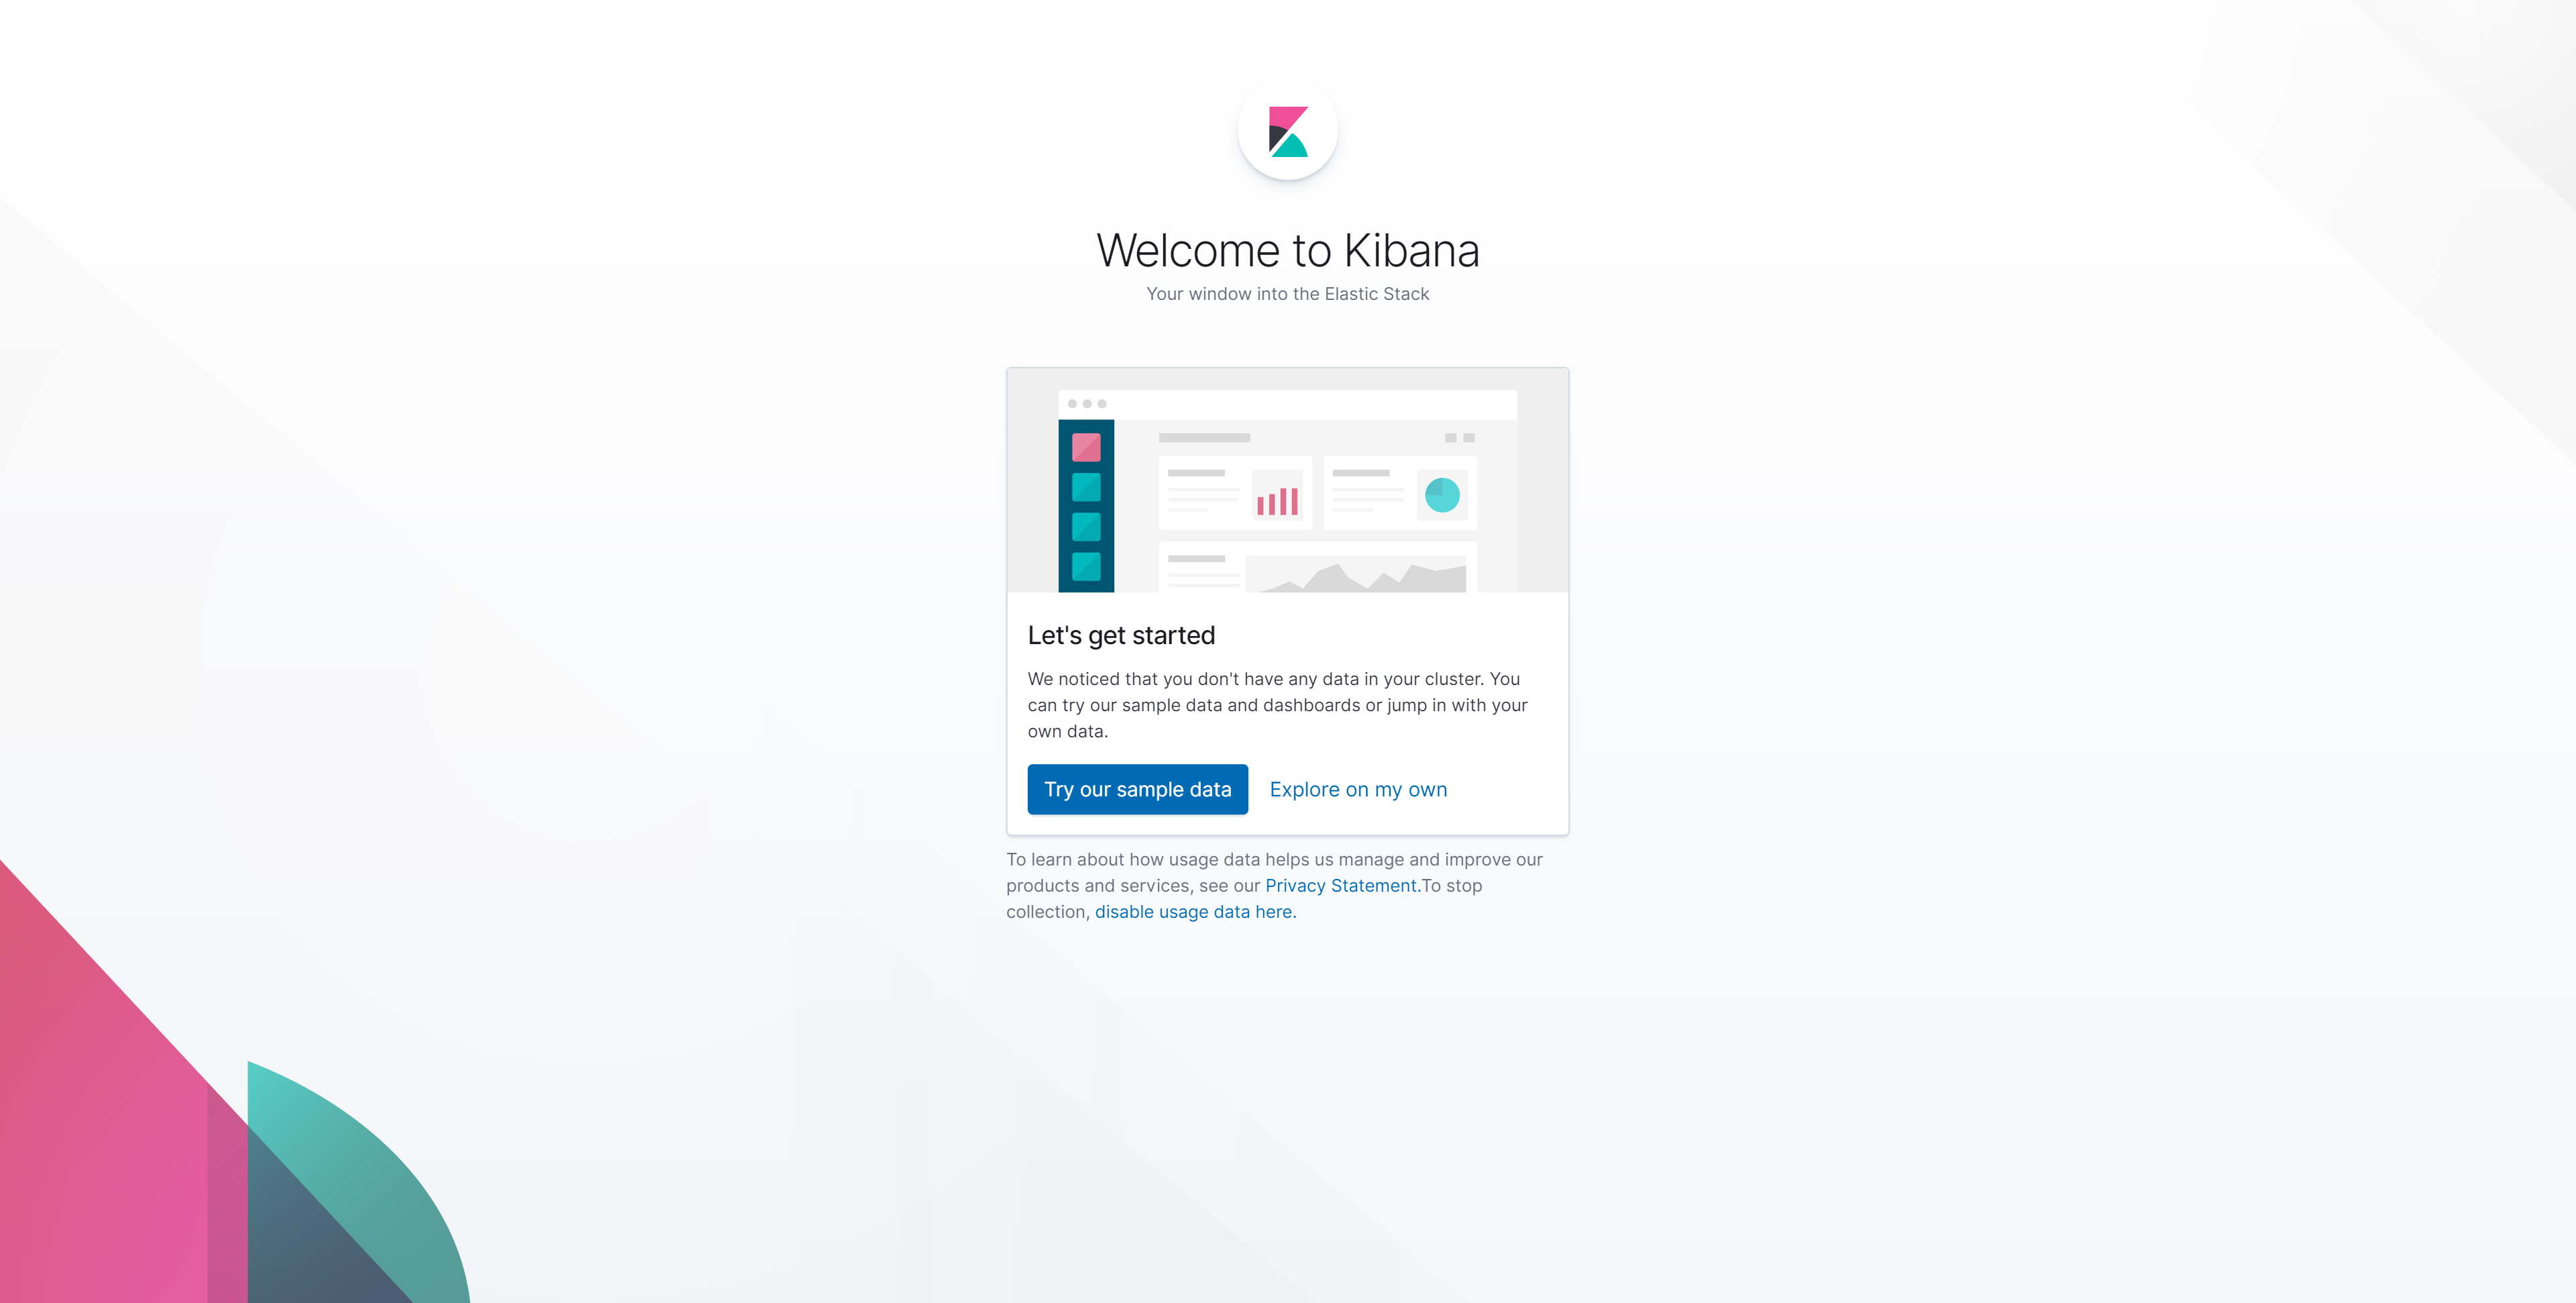 Welcome to Kibana
Your window into the Elastic Stack
Let's get started
We noticed that you don't have any data in your cluster. You
can try our sample data and dashboards or jump in with your
own data.
Try our sample data
Explore on my own
To learn about how usage data helps us manage and improve our
products and services, see our Privacy Statement.To stop
collection, disable usage data here.